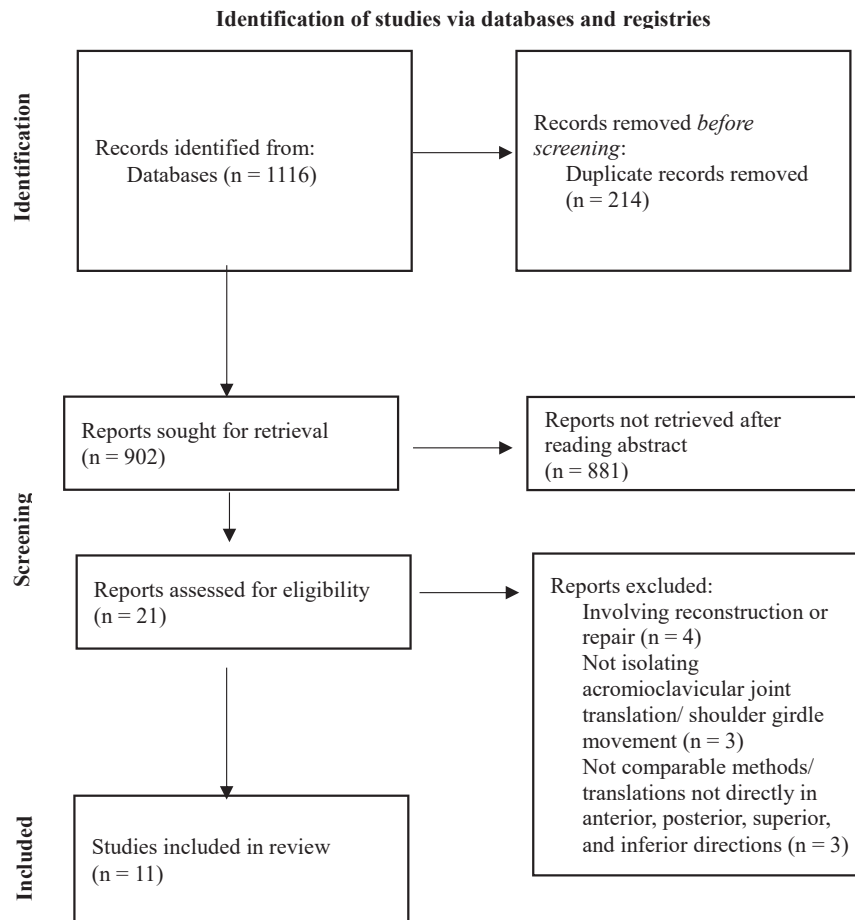 Identification of studies via databases and registries
Identification
Records identified from:
Databases (n = 1116)
Records removed before
screening:
Duplicate records removed
(n = 214)
Screening
Reports sought for retrieval
(n = 902)
Reports not retrieved after
reading abstract
(n = 881)
Reports assessed for eligibility
(n = 21)
Reports excluded:
Involving reconstruction or
repair (n = 4)
Not isolating
acromioclavicular joint
translation/ shoulder girdle
movement (n = 3)
Not comparable methods/
translations not directly in
anterior, posterior, superior,
and inferior directions (n = 3)
Included
Studies included in review
(n = 11)